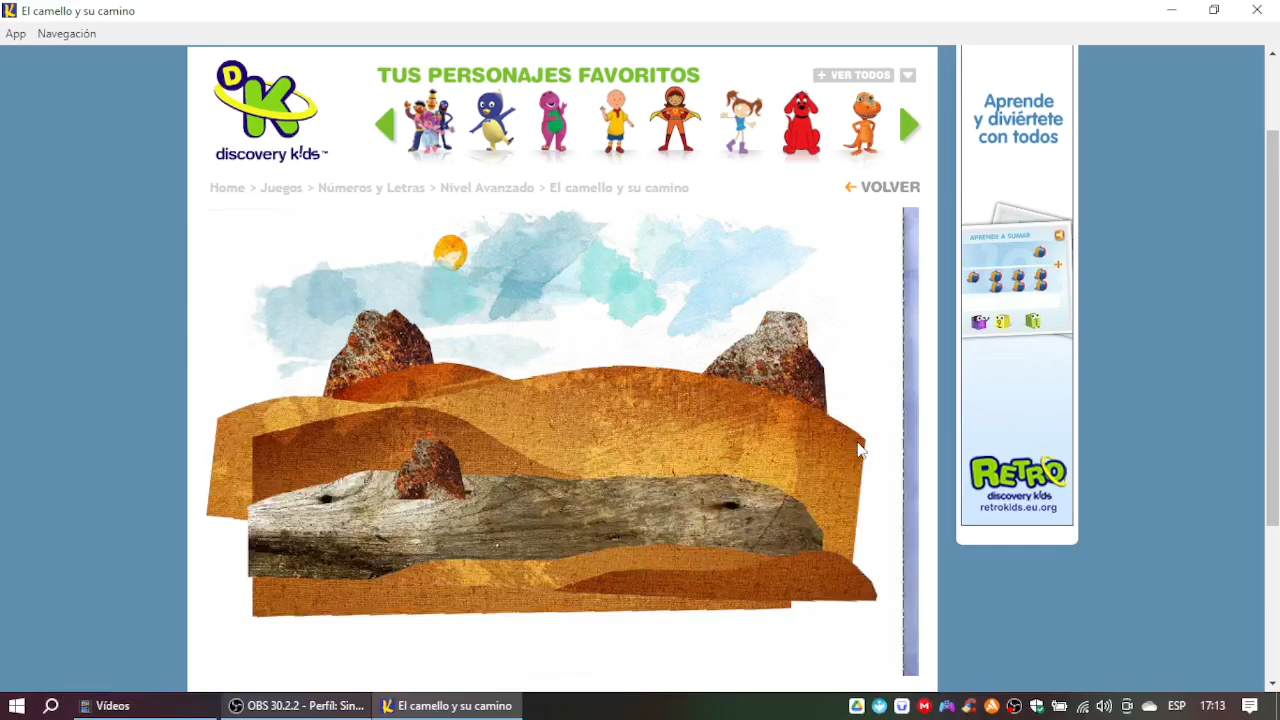 El camello y su camino
App Navegación
D
K
discovery k!ds™
TUS PERSONAJES FAVORITOS
+ VER TODOS
Home > Juegos > Números y Letras > Nivel Avanzado > El camello y su camino
← VOLVER
Aprende
y diviértete
con todos
APRENDE A SUMAR
+
RETRO
discovery kids
retrokids.eu.org
Vídeos
OBS 30.2.2 - Perfil: Sin...
El camello y su camino
ESP
17:13